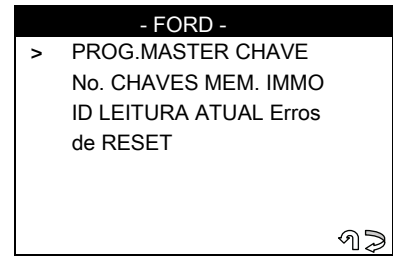 - FORD -
> PROG.MASTER CHAVE
No. CHAVES MEM. IMMO
ID LEITURA ATUAL Erros
de RESET